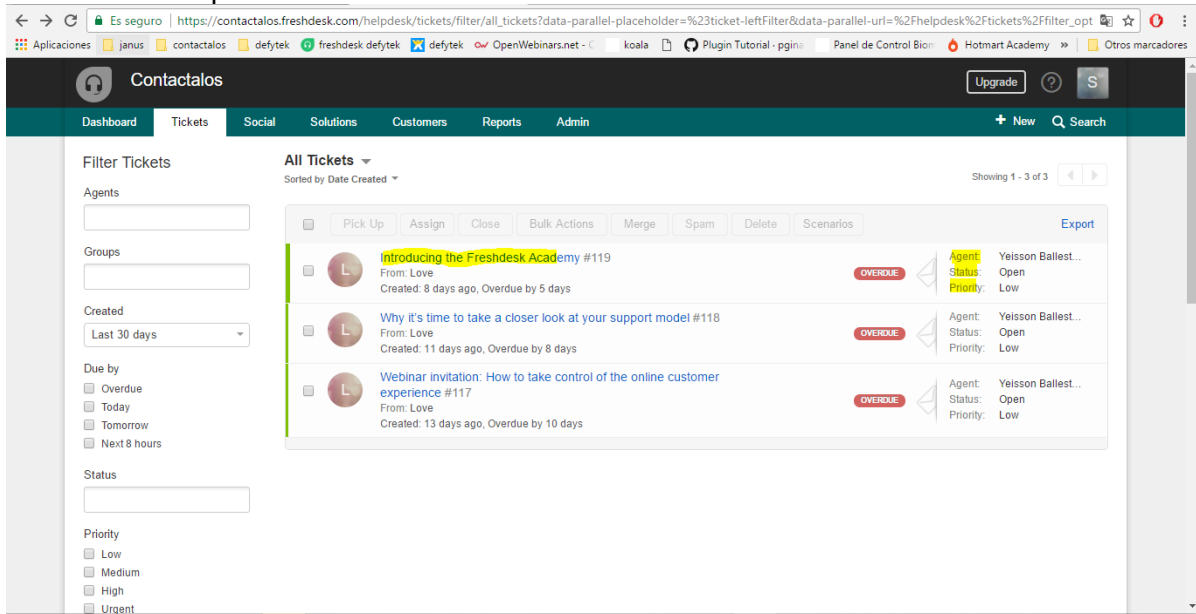 Es seguro | https://contactalos.freshdesk.com/helpdesk/tickets/filter/all_tickets?data-parallel-placeholder=%23ticket-leftFilter&data-parallel-url=%2Fhelpdesk%2Ftickets%2Ffilter_opt
Aplicaciones janus contactalos defytek freshdesk defytek defytek OpenWebinars.net - C koala Plugin Tutorial · pgina Panel de Control Biom Hotmart Academy » Otros marcadores
Contactalos Upgrade ? S
Dashboard Tickets Social Solutions Customers Reports Admin + New Search
Filter Tickets
Agents
Groups
Created
Last 30 days
Due by
Overdue
Today
Tomorrow
Next 8 hours
Status
Priority
Low
Medium
High
Urgent
All Tickets
Sorted by Date Created
Showing 1 - 3 of 3
Pick Up Assign Close Bulk Actions Merge Spam Delete Scenarios Export
L
Introducing the Freshdesk Academy #119
From: Love
Created: 8 days ago, Overdue by 5 days
OVERDUE
Agent: Yeisson Ballest...
Status: Open
Priority: Low
L
Why it's time to take a closer look at your support model #118
From: Love
Created: 11 days ago, Overdue by 8 days
OVERDUE
Agent: Yeisson Ballest...
Status: Open
Priority: Low
L
Webinar invitation: How to take control of the online customer
experience #117
From: Love
Created: 13 days ago, Overdue by 10 days
OVERDUE
Agent: Yeisson Ballest...
Status: Open
Priority: Low